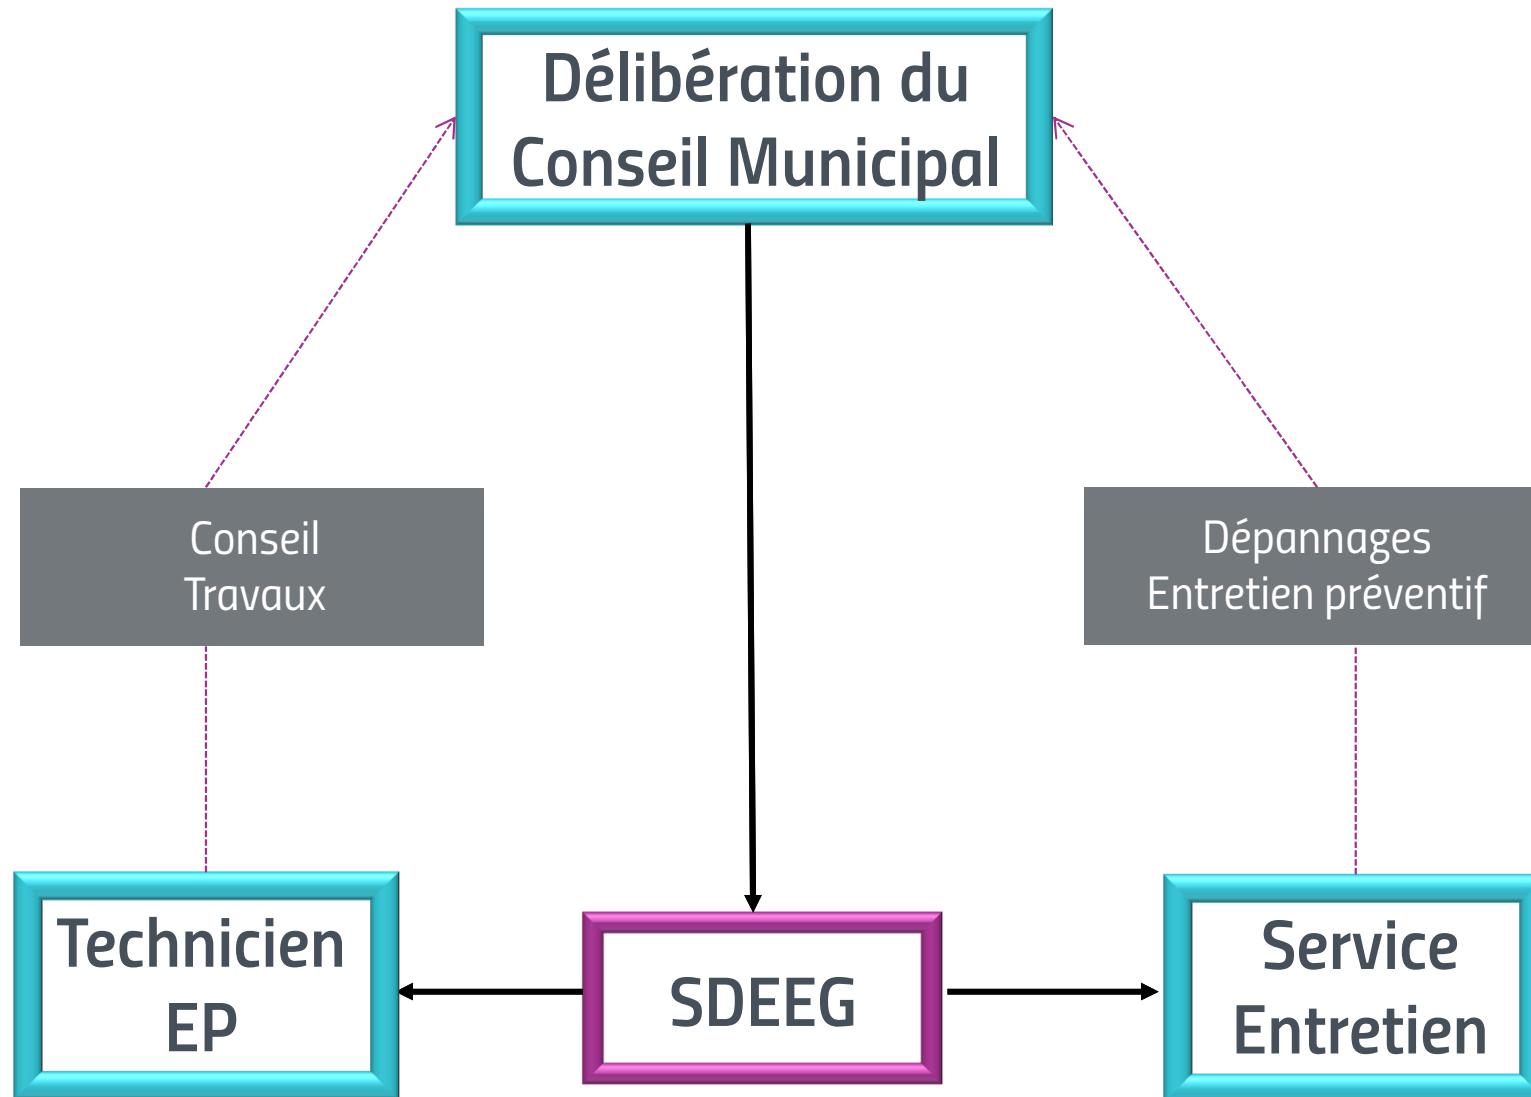 Délibération du
Conseil Municipal
Conseil
Travaux
Dépannages
Entretien préventif
Technicien
EP
SDEEG
Service
Entretien